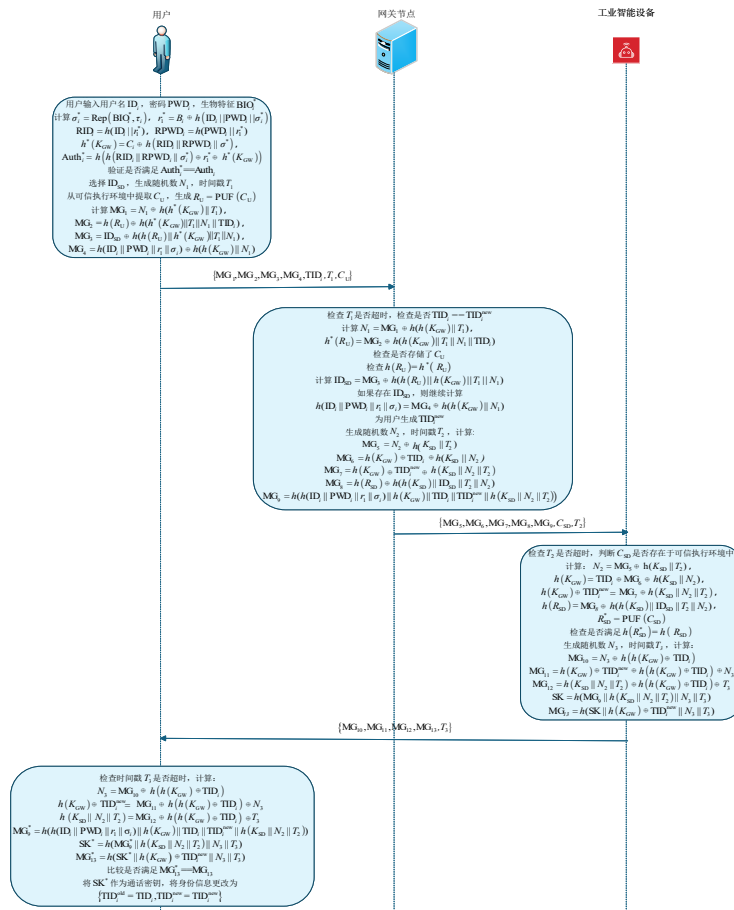 用户
网关节点
工业智能设备
用户输入用户名ID_i，密码PWD_i，生物特征BIO_i^*
计算σ_i^*=Rep(BIO_i^*,τ_i)，r_i^*=B_i⊕h(ID_i||PWD_i||σ_i^*)
RID_i=h(ID_i||r_i^*)，RPWD_i=h(PWD_i||r_i^*)
h^*(K_GW)=C_i⊕h(RID_i||RPWD_i||σ^*),
Auth_i^*=h(h(RID_i||RPWD_i||σ_i^*)⊕r_i^*⊕h^*(K_GW))
验证是否满足Auth_i^*==Auth_i
选择ID_SD，生成随机数N_1，时间戳T_1
从可信执行环境中提取C_U，生成R_U=PUF(C_U)
计算MG_1=N_1⊕h(h^*(K_GW)||T_1),
MG_2=h(R_U)⊕h(h^*(K_GW)||T_1||N_1||TID_i),
MG_3=ID_SD⊕h(h(R_U)||h^*(K_GW)||T_1||N_1),
MG_4=h(ID_i||PWD_i||r_i||σ_i)⊕h(h(K_GW)||N_1)
{MG_1,MG_2,MG_3,MG_4,TID_i,T_1,C_U}
检查T_1是否超时，检查是否TID_i==TID_i^new
计算N_1=MG_1⊕h(h(K_GW)||T_1),
h^*(R_U)=MG_2⊕h(h(K_GW)||T_1||N_1||TID_i)
检查是否存储了C_U
检查h(R_U)=h^*(R_U)
计算ID_SD=MG_3⊕h(h(R_U)||h(K_GW)||T_1||N_1)
如果存在ID_SD，则继续计算
h(ID_i||PWD_i||r_1||σ_i)=MG_4⊕h(h(K_GW)||N_1)
为用户生成TID_i^new
生成随机数N_2，时间戳T_2，计算:
MG_5=N_2⊕h(K_SD||T_2)
MG_6=h(K_GW)⊕TID_i⊕h(K_SD||N_2)
MG_7=h(K_GW)⊕TID_i^new⊕h(K_SD||N_2||T_2)
MG_8=h(R_SD)⊕h(h(K_SD)||ID_SD||T_2||N_2)
MG_9=h(h(ID_i||PWD_i||r_1||σ_i)||h(K_GW)||TID_i||TID_i^new||h(K_SD||N_2||T_2))
{MG_5,MG_6,MG_7,MG_8,MG_9,C_SD,T_2}
检查T_2是否超时，判断C_SD是否存在于可信执行环境中
计算：N_2=MG_5⊕h(K_SD||T_2),
h(K_GW)=TID_i⊕MG_6⊕h(K_SD||N_2),
h(K_GW)⊕TID_i^new=MG_7⊕h(K_SD||N_2||T_2),
h(R_SD)=MG_8⊕h(h(K_SD)||ID_SD||T_2||N_2),
R_SD^*=PUF(C_SD)
检查是否满足h(R_SD^*)=h(R_SD)
生成随机数N_3，时间戳T_3，计算：
MG_10=N_3⊕h(h(K_GW)⊕TID_i)
MG_11=h(K_GW)⊕TID_i^new⊕h(h(K_GW)⊕TID_i)⊕N_3
MG_12=h(K_SD||N_2||T_2)⊕h(h(K_GW)⊕TID_i)⊕T_3
SK=h(MG_9||h(K_SD||N_2||T_2)||N_3||T_3)
MG_13=h(SK||h(K_GW)⊕TID_i^new||N_3||T_3)
{MG_10,MG_11,MG_12,MG_13,T_3}
检查时间戳T_3是否超时，计算：
N_3=MG_10⊕h(h(K_GW)⊕TID_i)
h(K_GW)⊕TID_i^new=MG_11⊕h(h(K_GW)⊕TID_i)⊕N_3
h(K_SD||N_2||T_2)=MG_12⊕h(h(K_GW)⊕TID_i)⊕T_3
MG_9^*=h(h(ID_i||PWD_i||r_1||σ_i)||h(K_GW)||TID_i||TID_i^new||h(K_SD||N_2||T_2))
SK^*=h(MG_9^*||h(K_SD||N_2||T_2)||N_3||T_3)
MG_13^*=h(SK^*||h(K_GW)⊕TID_i^new||N_3||T_3)
比较是否满足MG_13^*==MG_13
将SK^*作为通话密钥，将身份信息更改为
{TID_i^old=TID_i,TID_i^new=TID_i^new}